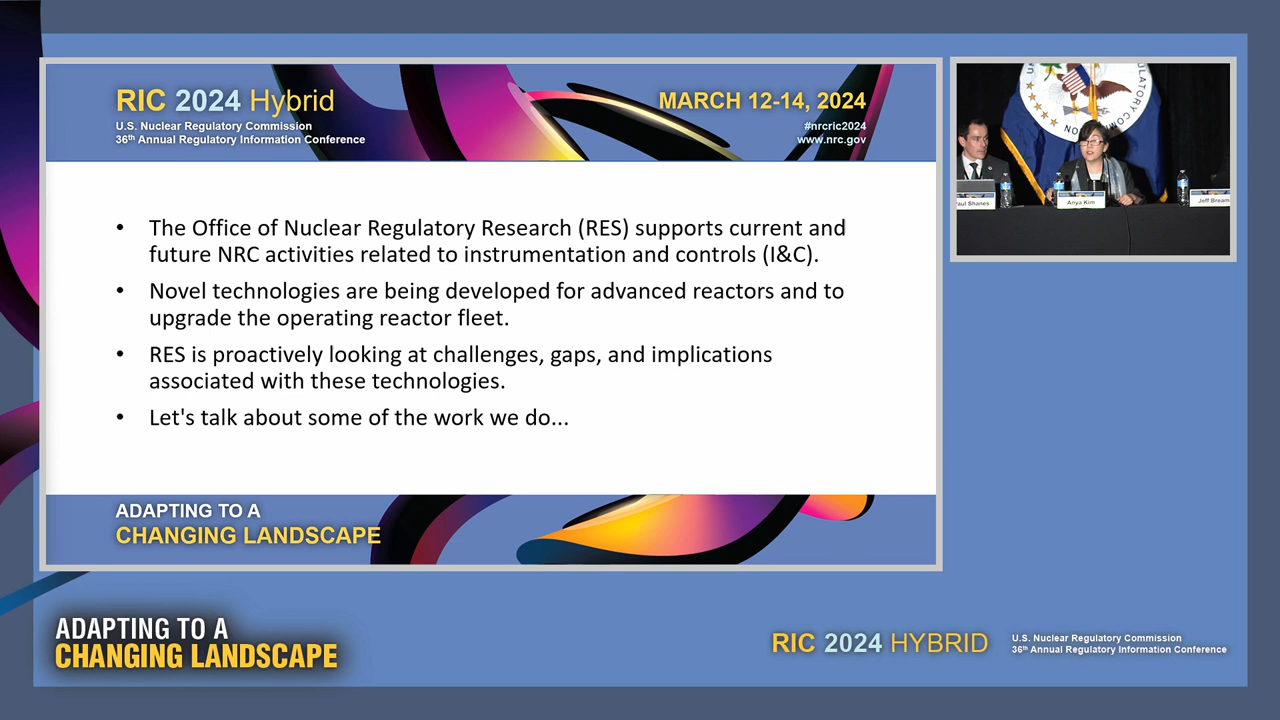 RIC 2024 Hybrid
U.S. Nuclear Regulatory Commission
36th Annual Regulatory Information Conference
MARCH 12-14, 2024
#nrcric2024
www.nrc.gov
• The Office of Nuclear Regulatory Research (RES) supports current and
future NRC activities related to instrumentation and controls (I&C).
• Novel technologies are being developed for advanced reactors and to
upgrade the operating reactor fleet.
• RES is proactively looking at challenges, gaps, and implications
associated with these technologies.
• Let's talk about some of the work we do...
ADAPTING TO A
CHANGING LANDSCAPE
Shanes
Anya Kim
Jeff Bream
ADAPTING TO A
CHANGING LANDSCAPE
RIC 2024 HYBRID
U.S. Nuclear Regulatory Commission
36th Annual Regulatory Information Conference